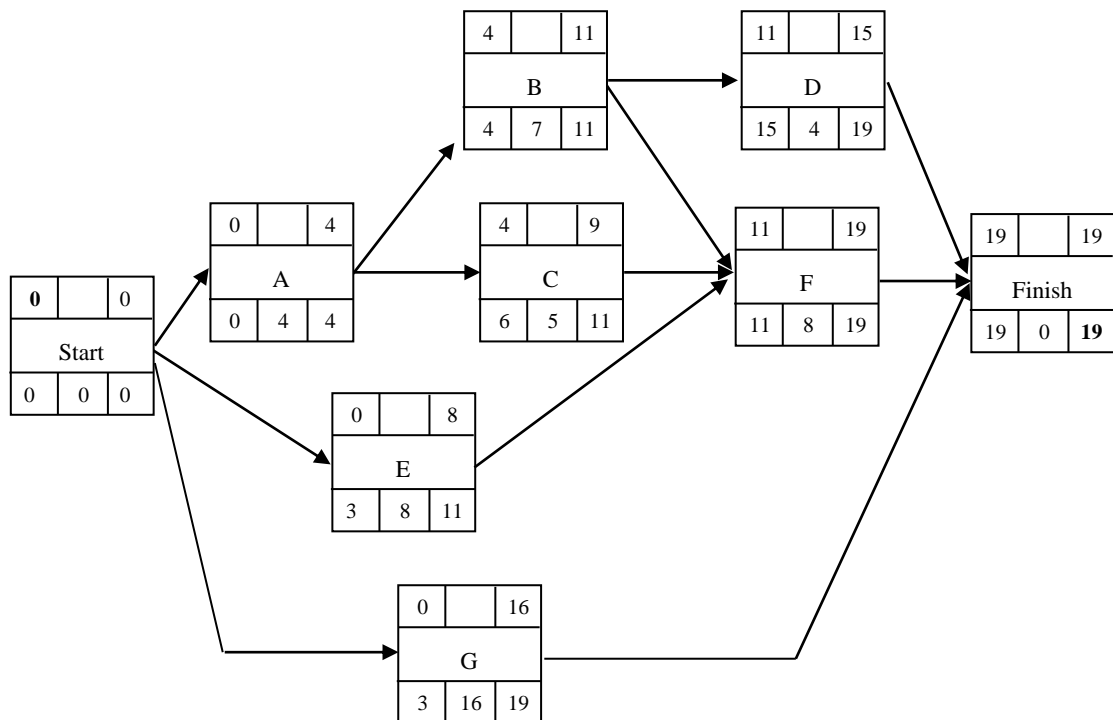 4 11
B
4 7 11
11 15
D
15 4 19
0 4
A
0 4 4
4 9
C
6 5 11
11 19
F
11 8 19
19 19
Finish
19 0 19
0 0
Start
0 0 0
0 8
E
3 8 11
0 16
G
3 16 19